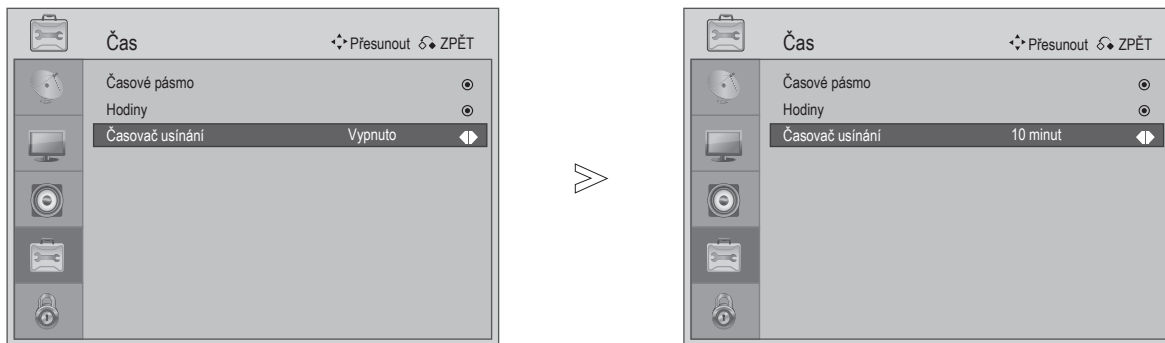 Čas Přesunout ZPĚT
Časové pásmo
Hodiny
Časovač usínání Vypnuto
Čas Přesunout ZPĚT
Časové pásmo
Hodiny
Časovač usínání 10 minut